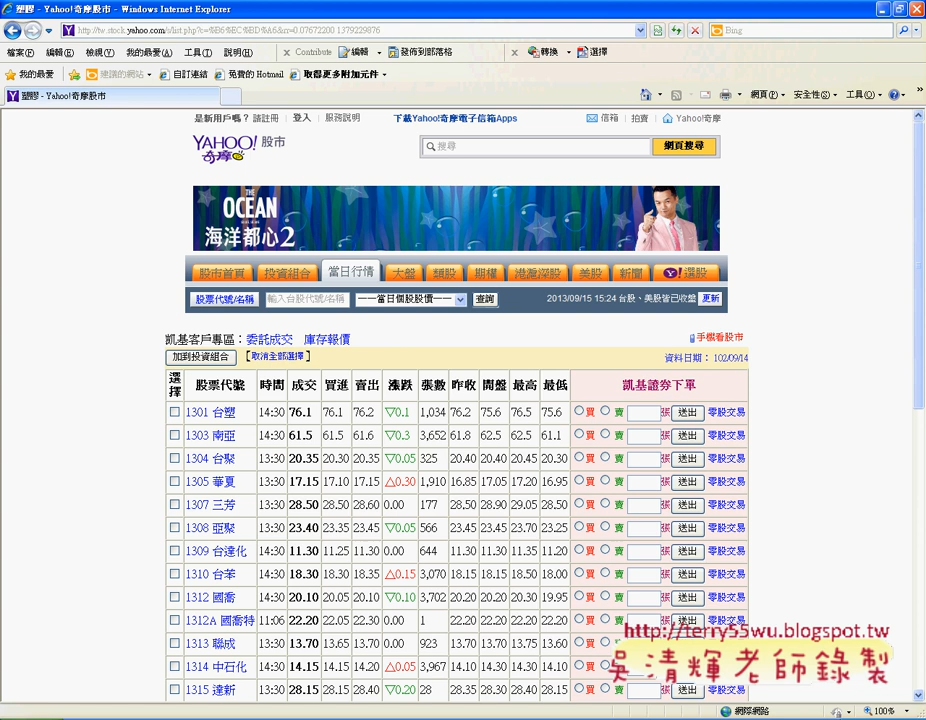 塑膠 - Yahoo!奇摩股市 - Windows Internet Explorer
http://tw.stock.yahoo.com/s/list.php?c=%B6%EC%BD%A6&rr=0.07672200 1379229876
Bing
檔案(F) 編輯(E) 檢視(V) 我的最愛(A) 工具(T) 說明(H) × Contribute 編輯 發佈到部落格 × 轉換 選擇
我的最愛 建議的網站 自訂連結 免費的 Hotmail 取得更多附加元件
塑膠 - Yahoo!奇摩股市 網頁(P) 安全性(S) 工具(O)
是新用戶嗎？請註冊 登入 服務說明 下載Yahoo!奇摩電子信箱Apps 信箱 拍賣 Yahoo!奇摩
YAHOO! 奇摩 股市 搜尋 網頁搜尋
THE OCEAN
海洋都心2
股市首頁 投資組合 當日行情 大盤 類股 期權 港滬深股 美股 新聞 Y! 選股
股票代號/名稱 輸入台股代號/名稱 一一當日個股股價一一 查詢 2013/09/15 15:24 台股、美股皆已收盤 更新
凱基客戶專區：委託成交 庫存報價 手機看股市
加到投資組合 【取消全部選擇】 資料日期： 102/09/14
選擇 股票代號 時間 成交 買進 賣出 漲跌 張數 昨收 開盤 最高 最低 凱基證券下單
1301 台塑 14:30 76.1 76.1 76.2 ▽0.1 1,034 76.2 75.6 76.5 75.6 買 賣 張 送出 零股交易
1303 南亞 14:30 61.5 61.5 61.6 ▽0.3 3,652 61.8 62.5 62.5 61.1 買 賣 張 送出 零股交易
1304 台聚 13:30 20.35 20.30 20.35 ▽0.05 325 20.40 20.40 20.45 20.30 買 賣 張 送出 零股交易
1305 華夏 13:30 17.15 17.10 17.15 △0.30 1,910 16.85 17.05 17.20 16.95 買 賣 張 送出 零股交易
1307 三芳 13:30 28.50 28.50 28.60 0.00 177 28.50 28.90 29.05 28.50 買 賣 張 送出 零股交易
1308 亞聚 13:30 23.40 23.35 23.45 ▽0.05 566 23.45 23.45 23.70 23.25 買 賣 張 送出 零股交易
1309 台達化 13:30 11.30 11.25 11.30 0.00 644 11.30 11.30 11.35 11.20 買 賣 張 送出 零股交易
1310 台苯 14:30 18.30 18.30 18.35 △0.15 3,070 18.15 18.15 18.50 18.00 買 賣 張 送出 零股交易
1312 國喬 13:30 20.10 20.05 20.10 ▽0.10 3,702 20.20 20.20 20.30 19.95 買 賣 張 送出 零股交易
1312A 國喬特 11:06 22.20 22.05 22.30 0.00 1 22.20 22.20 22.20 22.20 買
1313 聯成 13:30 13.70 13.65 13.70 0.00 923 13.70 13.70 13.75 13.60 買
1314 中石化 14:30 14.15 14.15 14.20 △0.05 3,967 14.10 14.30 14.30 14.10 買
1315 達新 13:30 28.15 28.15 28.40 ▽0.20 28 28.35 28.30 28.40 28.15 買 賣 張 送出 零股交易
http://terry55wu.blogspot.tw
吳清輝老師錄製
網際網路 100%